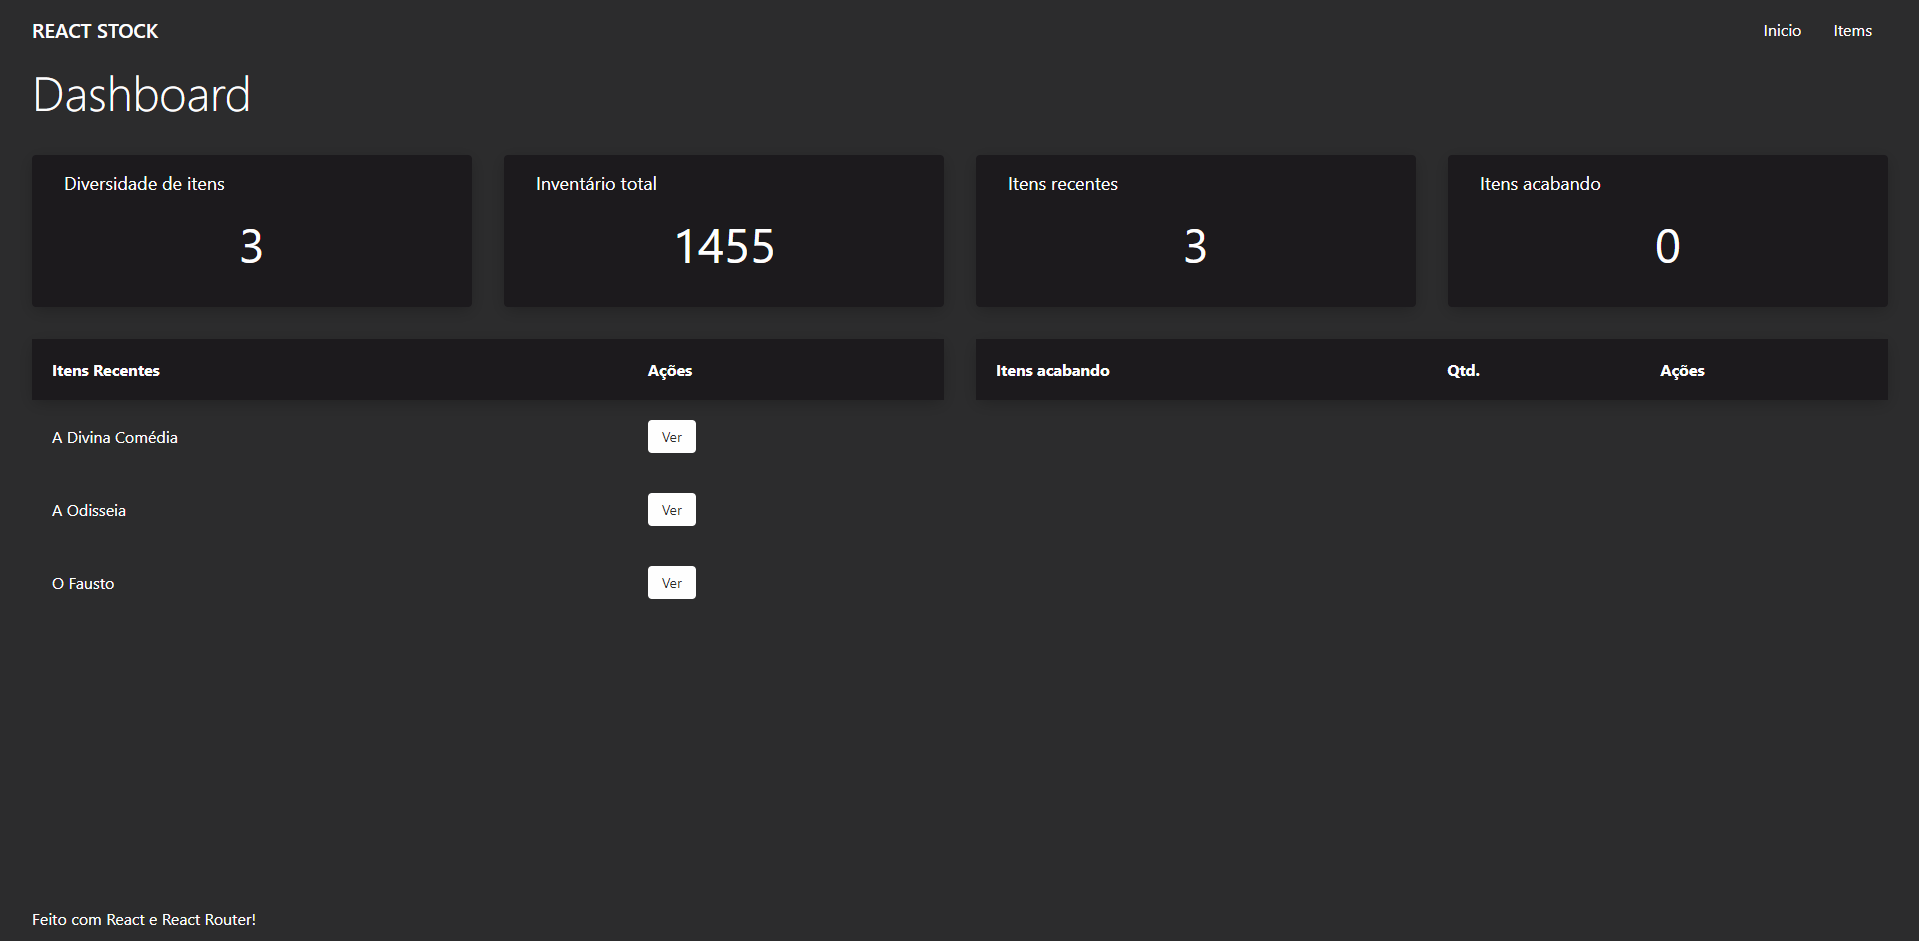 REACT STOCK
Inicio Items
Dashboard
Diversidade de itens
3
Inventário total
1455
Itens recentes
3
Itens acabando
0
Itens Recentes Ações
A Divina Comédia Ver
A Odisseia Ver
O Fausto Ver
Itens acabando Qtd. Ações
Feito com React e React Router!